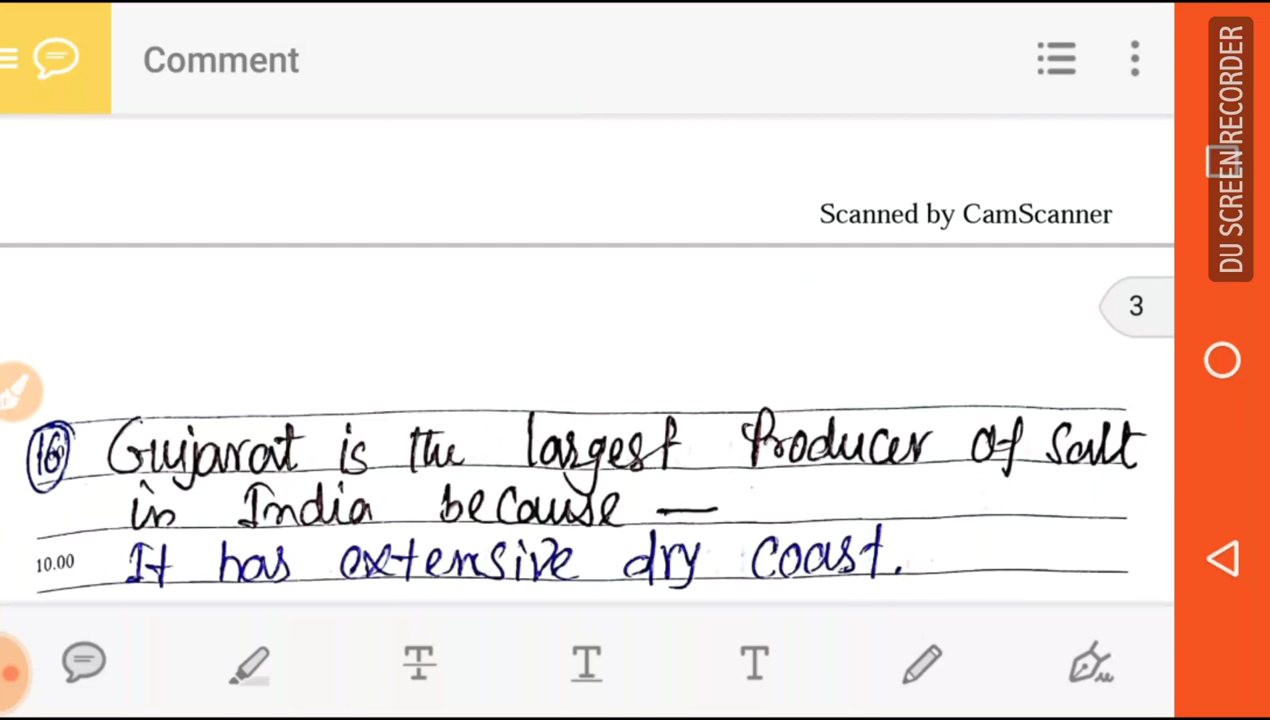 Comment
DU SCREEN RECORDER
Scanned by CamScanner
3
16 Gujarat is the largest Producer of Salt
in India because —
10.00 It has extensive dry coast.
T T T